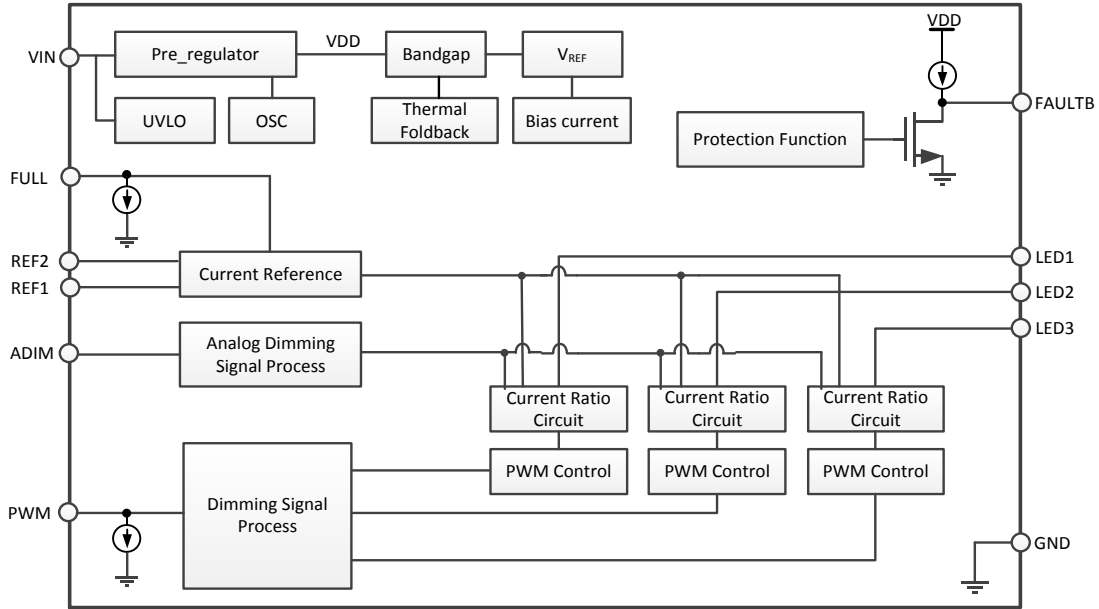 VDD
VIN
Pre_regulator
VDD
Bandgap
VREF
UVLO
OSC
Thermal
Foldback
Bias current
FAULTB
Protection Function
FULL
REF2
REF1
Current Reference
LED1
LED2
LED3
ADIM
Analog Dimming
Signal Process
Current Ratio
Circuit
Current Ratio
Circuit
Current Ratio
Circuit
PWM Control
PWM Control
PWM Control
PWM
Dimming Signal
Process
GND